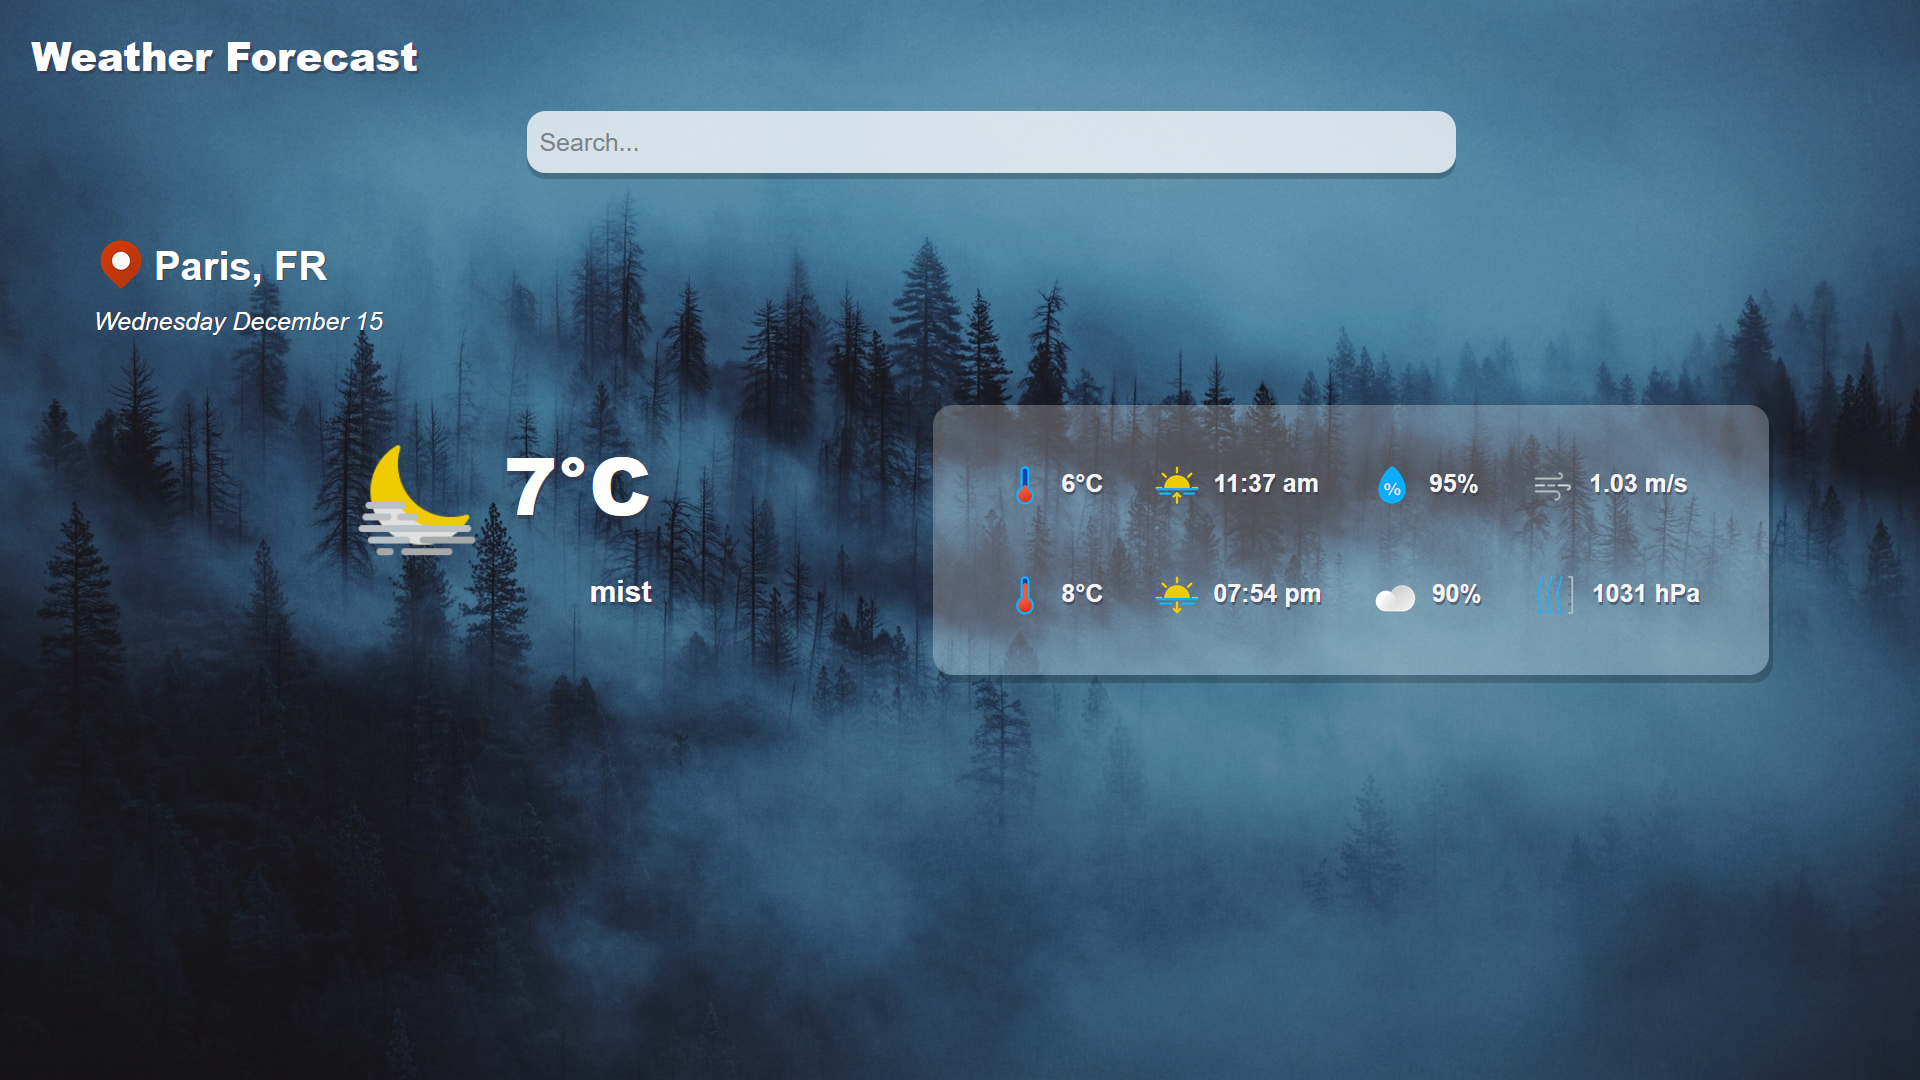 Weather Forecast
Search...
Paris, FR
Wednesday December 15
7°C
mist
6°C 11:37 am % 95% 1.03 m/s
8°C 07:54 pm 90% 1031 hPa